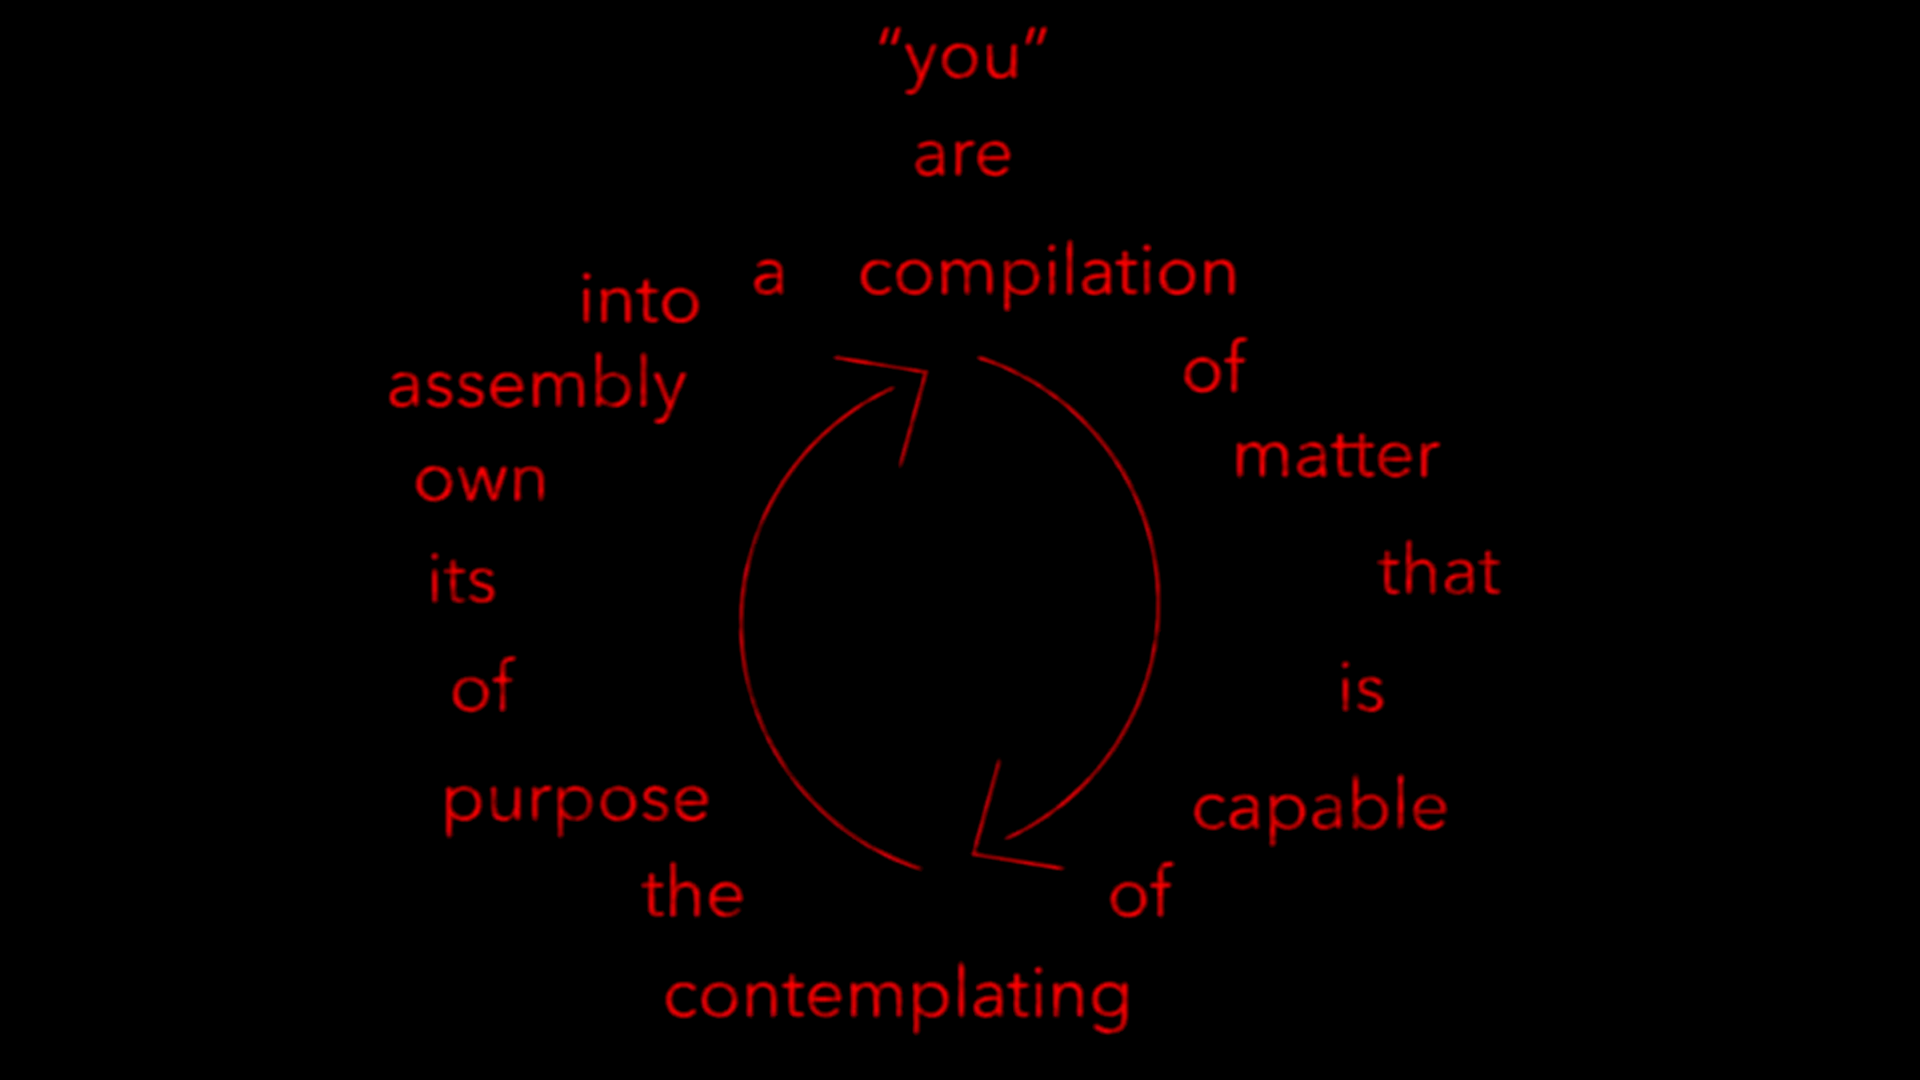 “you”
are
a compilation
of
matter
that
is
capable
of
contemplating
the
purpose
of
its
own
assembly
into